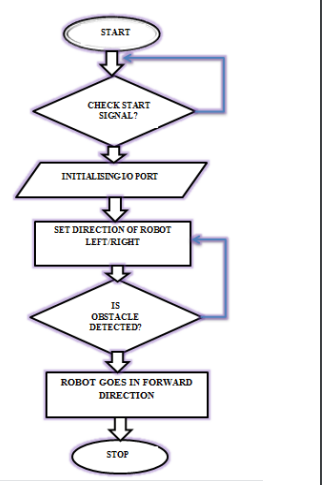 START
CHECK START
SIGNAL?
INITIALISING I/O PORT
SET DIRECTION OF ROBOT
LEFT/RIGHT
IS
OBSTACLE
DETECTED?
ROBOT GOES IN FORWARD
DIRECTION
STOP